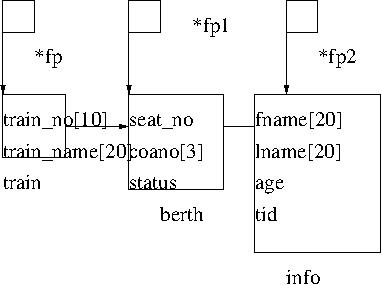 *fp1
*fp
*fp2
train_no[10]
train_name[20]
train
seat_no
coano[3]
status
berth
fname[20]
lname[20]
age
tid
info